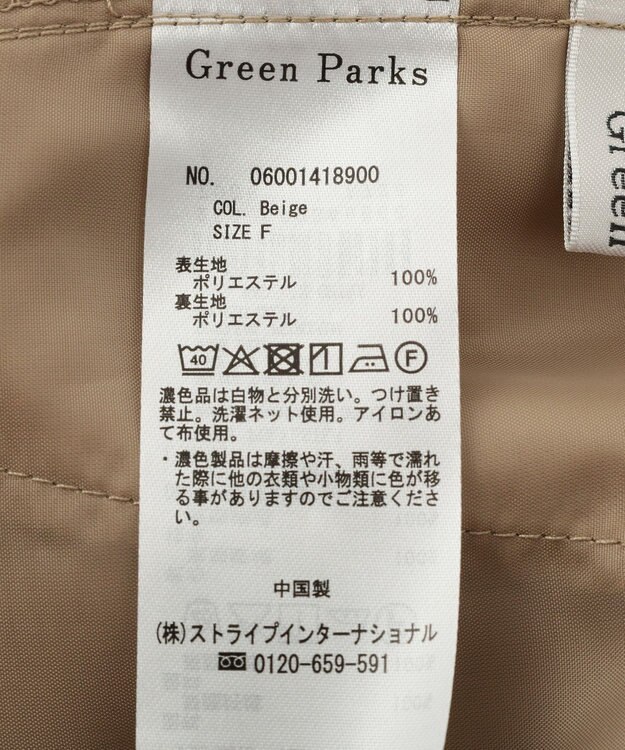 Green Parks
NO. 06001418900
COL. Beige
SIZE F
表生地
ポリエステル 100%
裏生地
ポリエステル 100%
40 F
濃色品は白物と分別洗い。つけ置き
禁止。洗濯ネット使用。アイロンあ
て布使用。
・濃色製品は摩擦や汗、雨等で濡れ
た際に他の衣類や小物類に色が移
る事がありますのでご注意くださ
い。
中国製
(株)ストライプインターナショナル
0120-659-591
Green